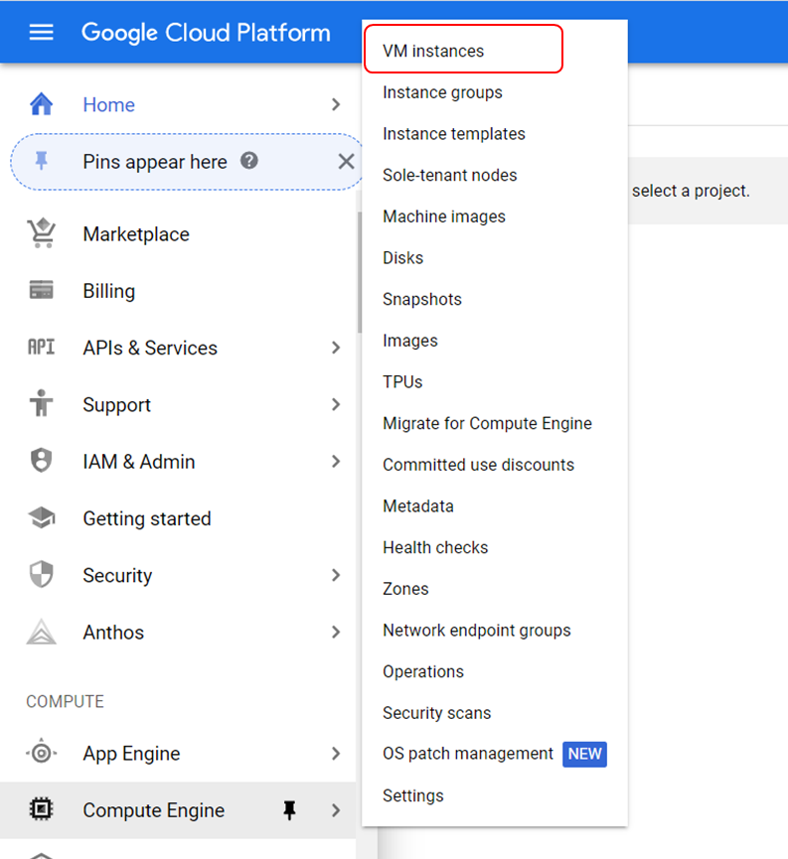 Google Cloud Platform
Home
Pins appear here
Marketplace
Billing
API APIs & Services
Support
IAM & Admin
Getting started
Security
Anthos
COMPUTE
App Engine
Compute Engine
VM instances
Instance groups
Instance templates
Sole-tenant nodes
Machine images
Disks
Snapshots
Images
TPUs
Migrate for Compute Engine
Committed use discounts
Metadata
Health checks
Zones
Network endpoint groups
Operations
Security scans
OS patch management NEW
Settings
select a project.